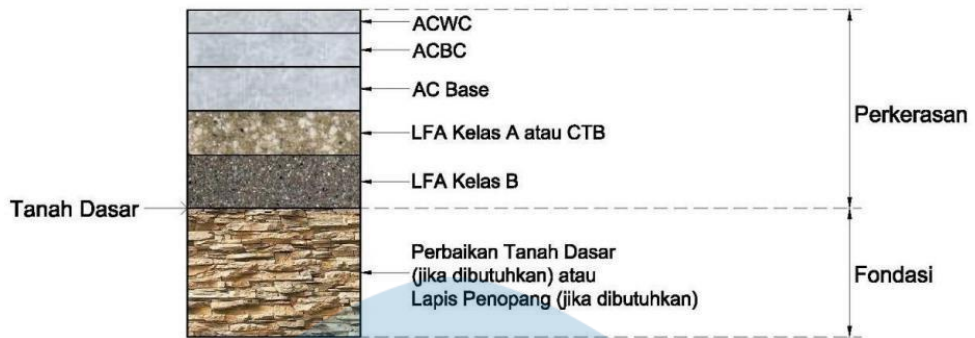 ACWC
ACBC
AC Base
LFA Kelas A atau CTB
LFA Kelas B
Perkerasan
Tanah Dasar
Perbaikan Tanah Dasar
(jika dibutuhkan) atau
Lapis Penopang (jika dibutuhkan)
Fondasi